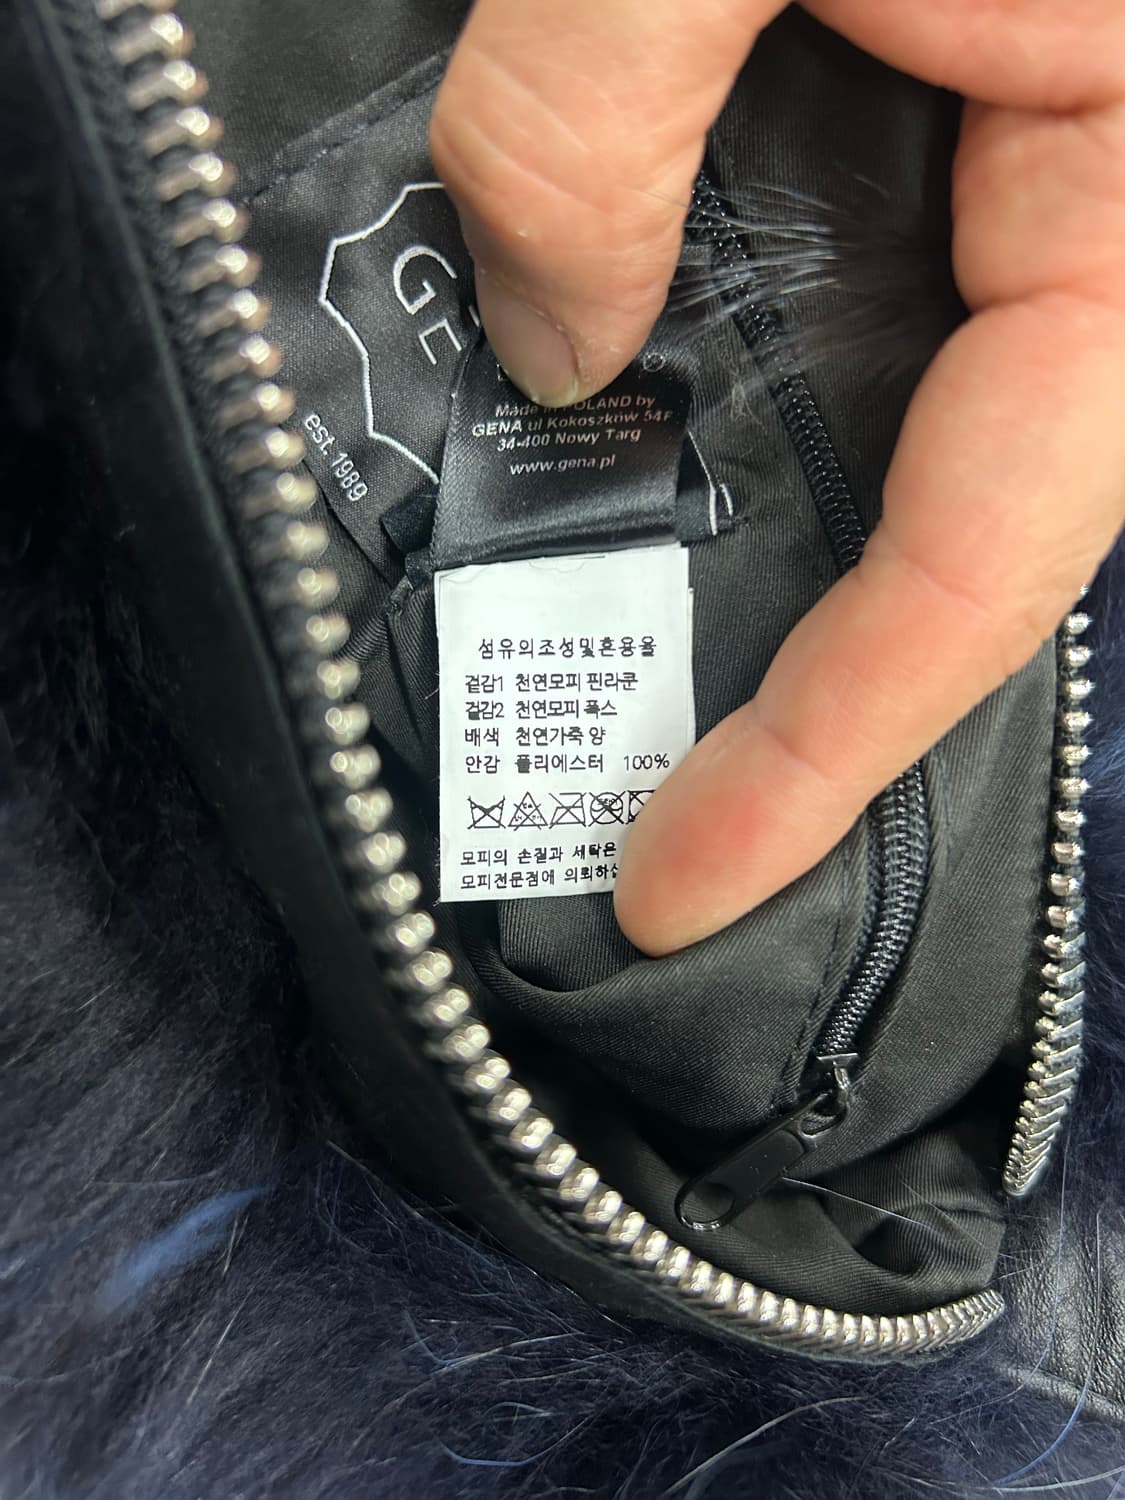 GE
est. 1989
Made in POLAND by
GENA ul Kokoszków 54F
34-400 Nowy Targ
www.gena.pl
섬유의조성및혼용율
겉감1 천연모피 핀라쿤
겉감2 천연모피 폭스
배색 천연가죽 양
안감 폴리에스터 100%
모피의 손질과 세탁은
모피전문점에 의뢰하십